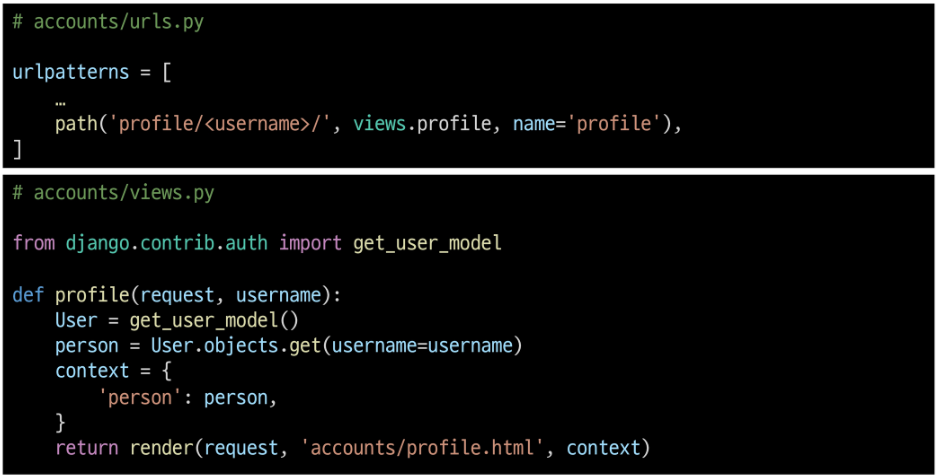 # accounts/urls.py
urlpatterns = [
    …
    path('profile/<username>/', views.profile, name='profile'),
]
# accounts/views.py
from django.contrib.auth import get_user_model
def profile(request, username):
    User = get_user_model()
    person = User.objects.get(username=username)
    context = {
        'person': person,
    }
    return render(request, 'accounts/profile.html', context)